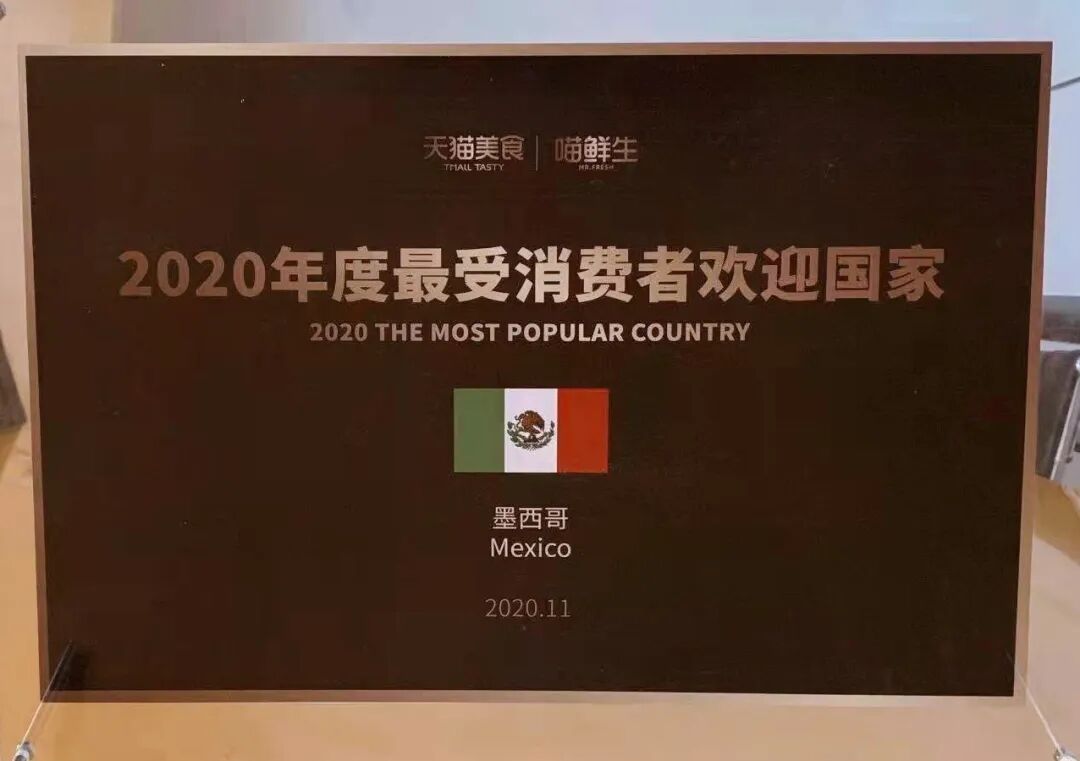 天猫美食 | 喵鲜生
TMALL TASTY MR.FRESH
2020年度最受消费者欢迎国家
2020 THE MOST POPULAR COUNTRY
墨西哥
Mexico
2020.11